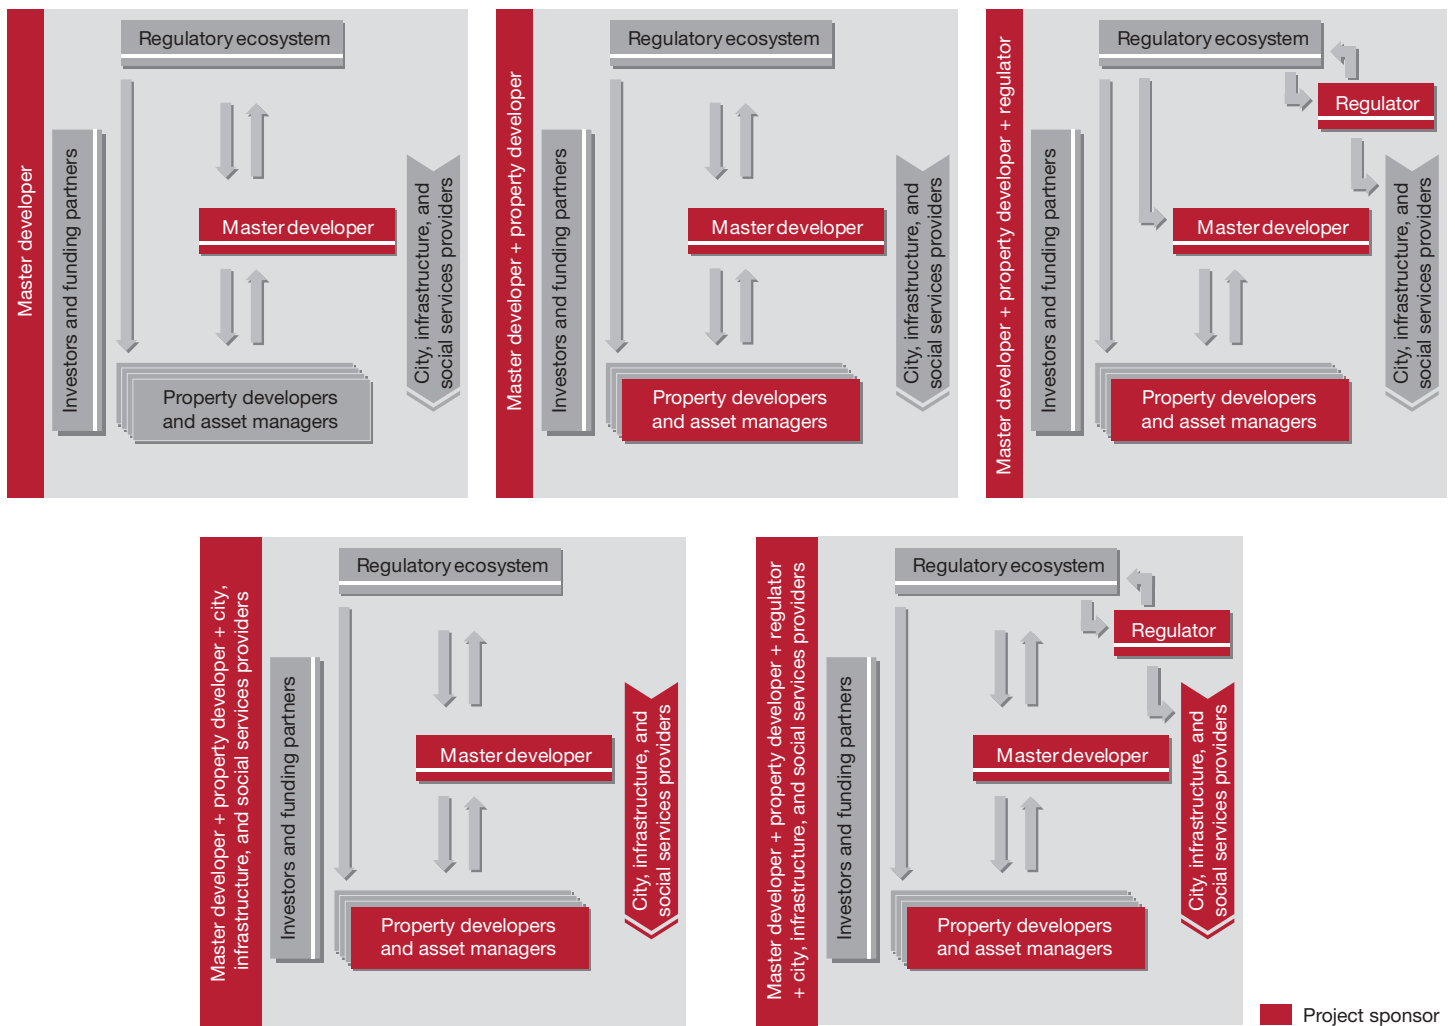 Master developer
Regulatory ecosystem
Investors and funding partners
Master developer
City, infrastructure, and
social services providers
Property developers
and asset managers
Master developer + property developer
Regulatory ecosystem
Investors and funding partners
Master developer
City, infrastructure, and
social services providers
Property developers
and asset managers
Master developer + property developer + regulator
Regulatory ecosystem
Regulator
Investors and funding partners
Master developer
City, infrastructure, and
social services providers
Property developers
and asset managers
Master developer + property developer + city,
infrastructure, and social services providers
Regulatory ecosystem
Investors and funding partners
Master developer
City, infrastructure, and
social services providers
Property developers
and asset managers
Master developer + property developer + regulator
+ city, infrastructure, and social services providers
Regulatory ecosystem
Regulator
Investors and funding partners
Master developer
City, infrastructure, and
social services providers
Property developers
and asset managers
Project sponsor